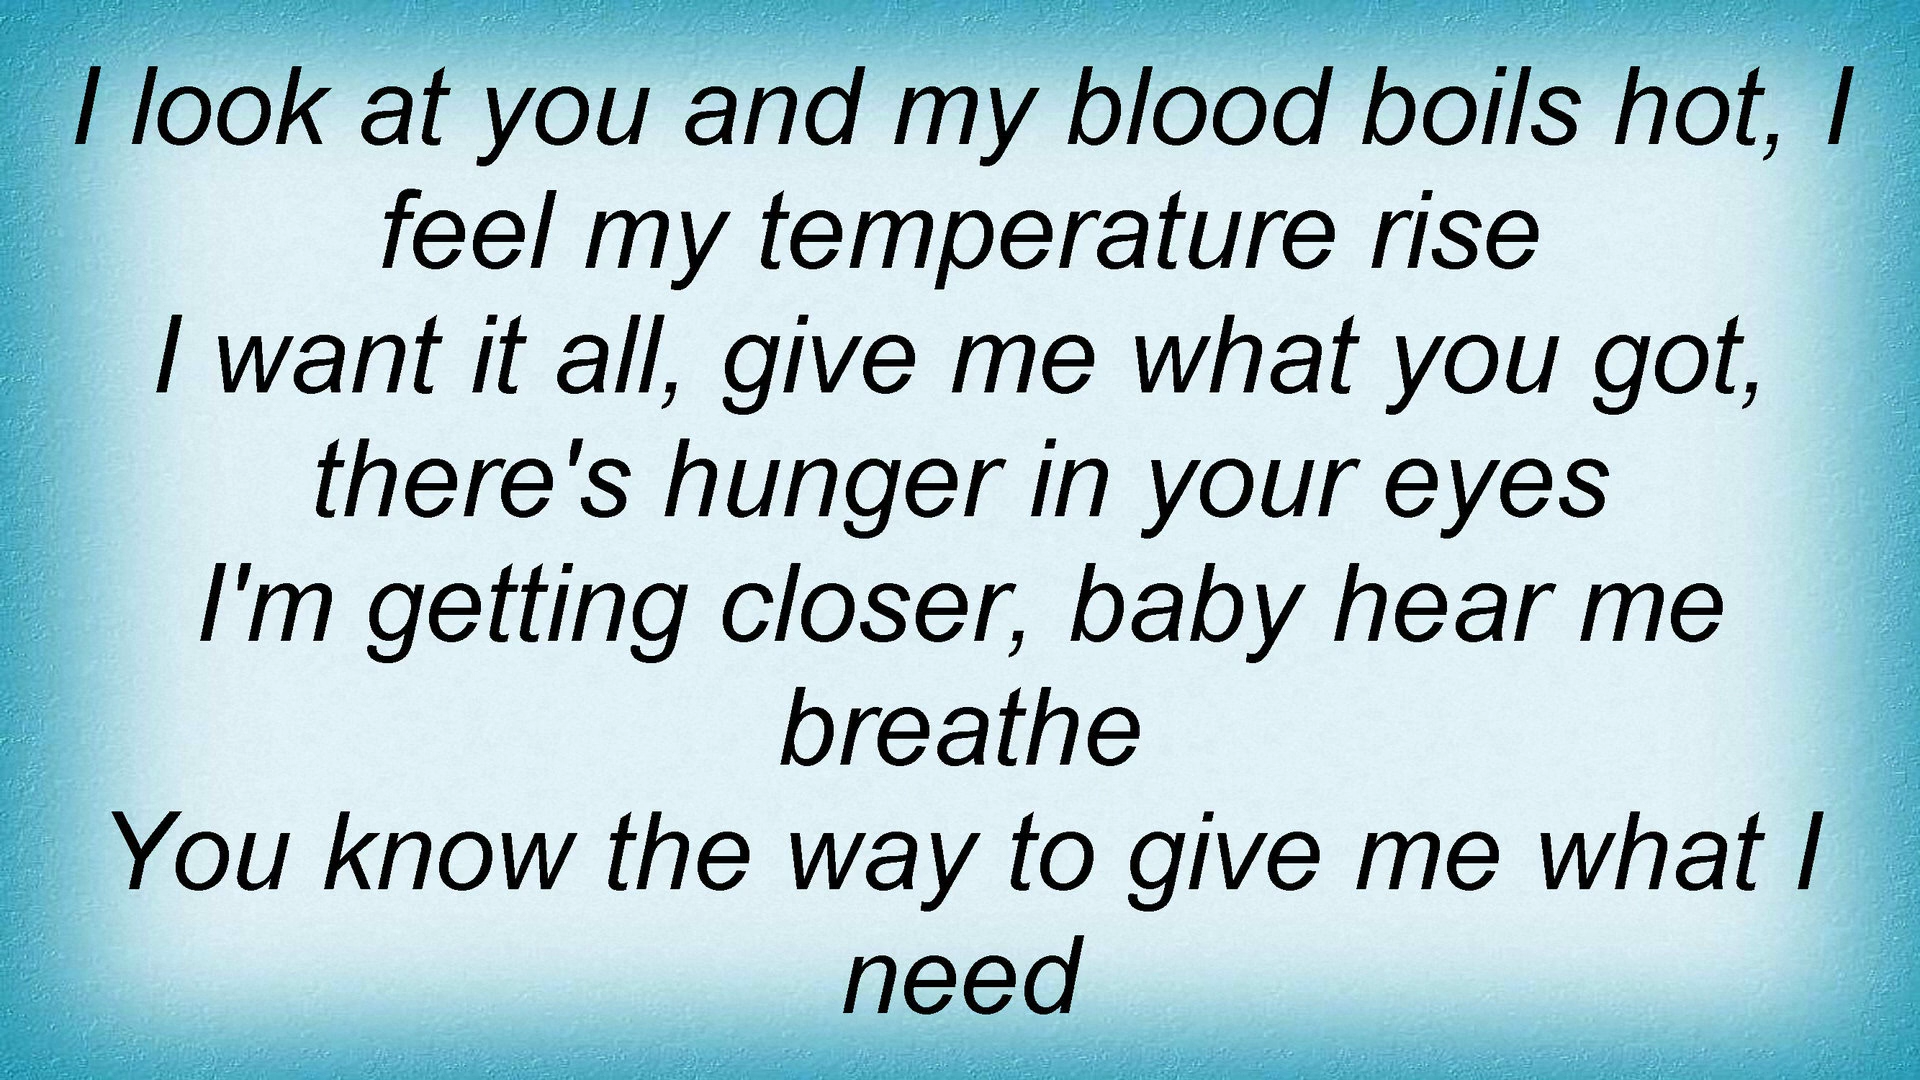 I look at you and my blood boils hot, I
feel my temperature rise
I want it all, give me what you got,
there's hunger in your eyes
I'm getting closer, baby hear me
breathe
You know the way to give me what I
need